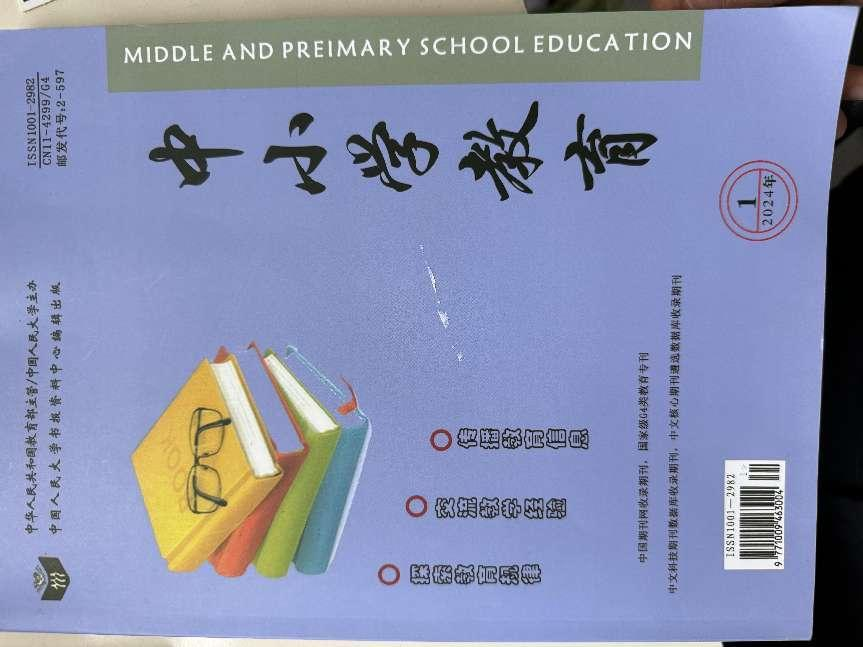 MIDDLE AND PREIMARY SCHOOL EDUCATION
ISSN1001-2982
CN11-4299/G4
邮发代号:2-597
中小学教育
1
2024年
中华人民共和国教育部主管/中国人民大学主办
中国人民大学书报资料中心编辑出版
BOOK
传播教育信息
交流教学经验
探索教育规律
中国期刊网收录期刊，国家级G4类教育专刊
中文科技期刊数据库收录期刊，中文核心期刊遴选数据库收录期刊
ISSN1001—2982
01>
9 771009 463004